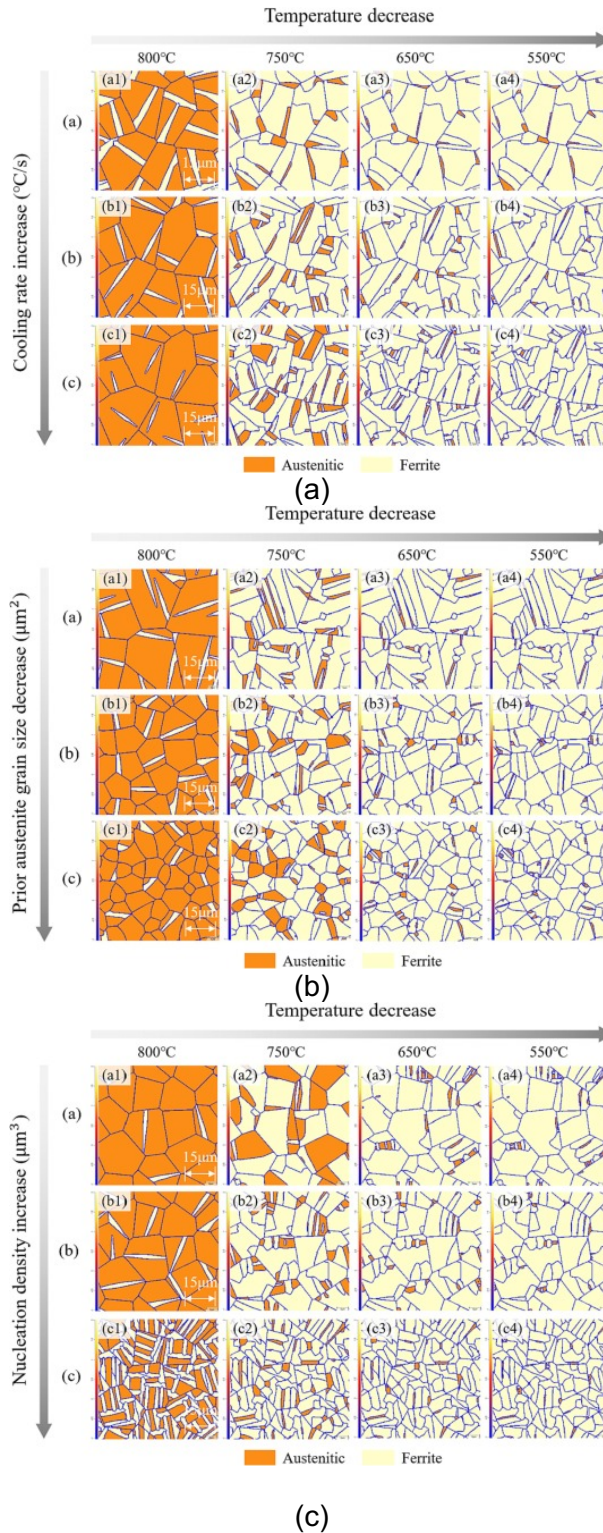 Temperature decrease
800℃ 750℃ 650℃ 550℃
Cooling rate increase (℃/s)
(a)
(a1) (a2) (a3) (a4)
15μm
(b)
(b1) (b2) (b3) (b4)
15μm
(c)
(c1) (c2) (c3) (c4)
15μm
Austenitic Ferrite
(a)
Temperature decrease
800℃ 750℃ 650℃ 550℃
Prior austenite grain size decrease (μm²)
(a)
(a1) (a2) (a3) (a4)
15μm
(b)
(b1) (b2) (b3) (b4)
15μm
(c)
(c1) (c2) (c3) (c4)
15μm
Austenitic Ferrite
(b)
Temperature decrease
800℃ 750℃ 650℃ 550℃
Nucleation density increase (μm³)
(a)
(a1) (a2) (a3) (a4)
15μm
(b)
(b1) (b2) (b3) (b4)
15μm
(c)
(c1) (c2) (c3) (c4)
Austenitic Ferrite
(c)